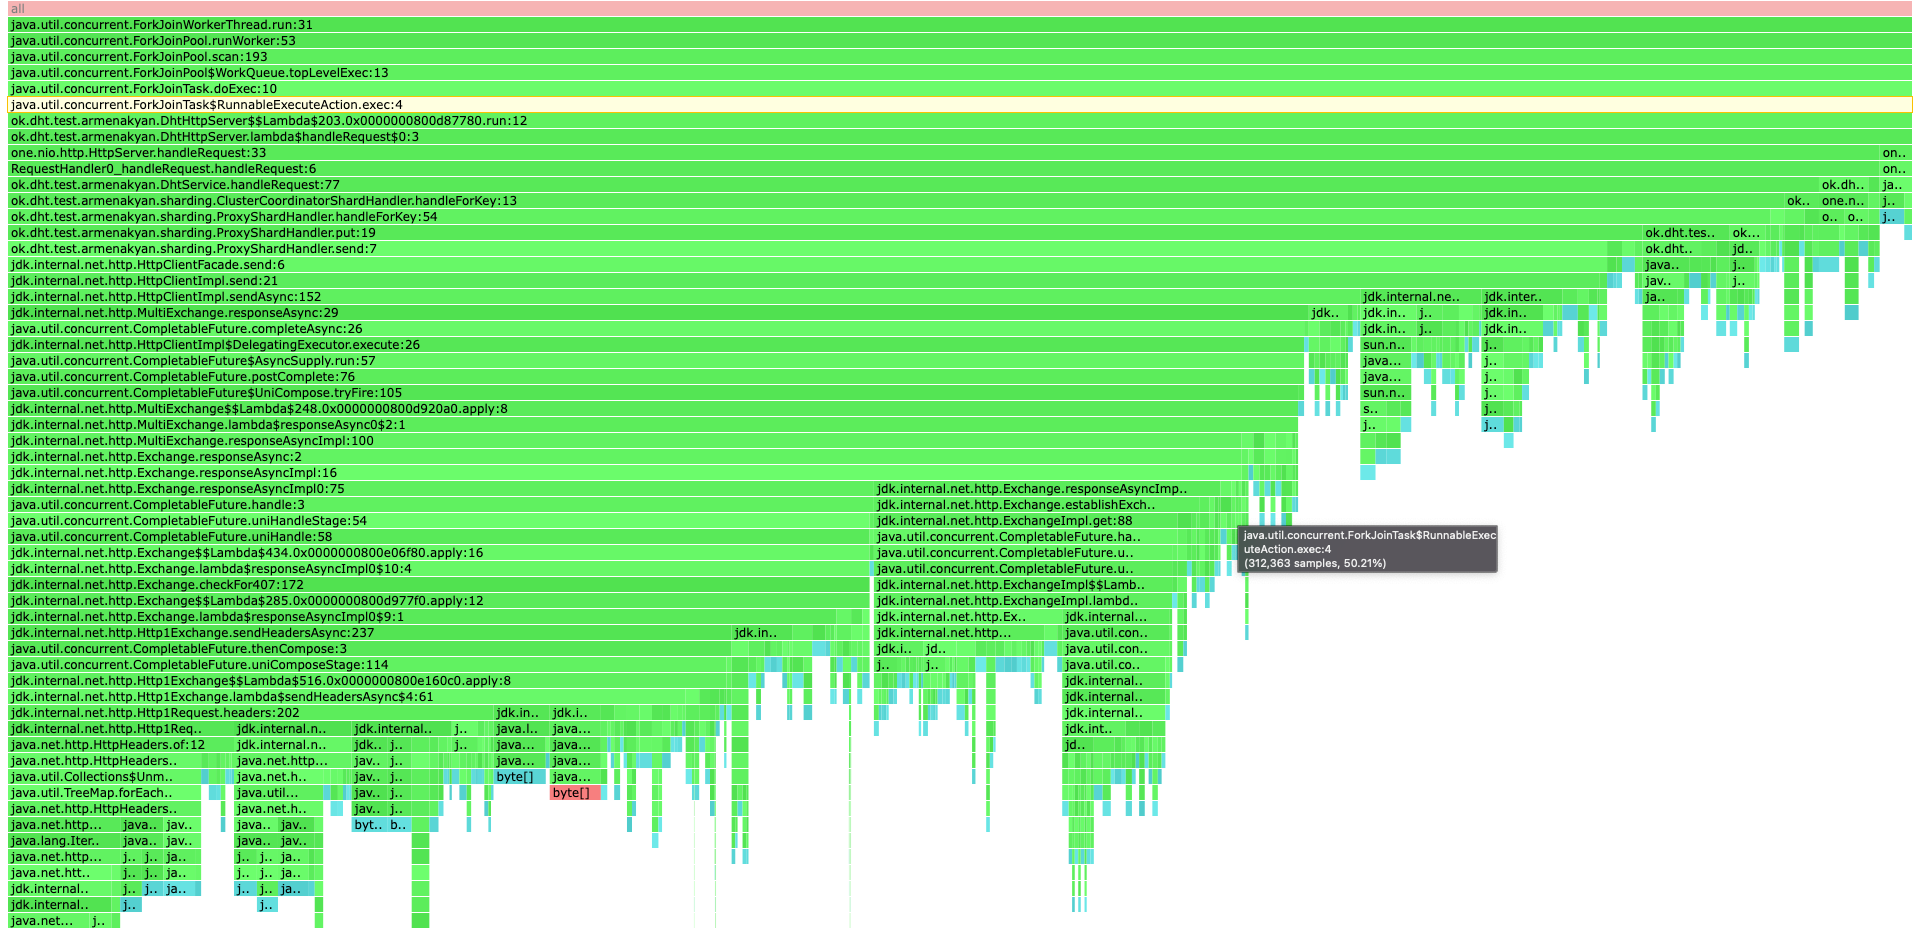 all
java.util.concurrent.ForkJoinWorkerThread.run:31
java.util.concurrent.ForkJoinPool.runWorker:53
java.util.concurrent.ForkJoinPool.scan:193
java.util.concurrent.ForkJoinPool$WorkQueue.topLevelExec:13
java.util.concurrent.ForkJoinTask.doExec:10
java.util.concurrent.ForkJoinTask$RunnableExecuteAction.exec:4
ok.dht.test.armenakyan.DhtHttpServer$$Lambda$203.0x0000000800d87780.run:12
ok.dht.test.armenakyan.DhtHttpServer.lambda$handleRequest$0:3
one.nio.http.HttpServer.handleRequest:33 on..
RequestHandler0_handleRequest.handleRequest:6 on..
ok.dht.test.armenakyan.DhtService.handleRequest:77 ok.dh.. ja..
ok.dht.test.armenakyan.sharding.ClusterCoordinatorShardHandler.handleForKey:13 ok.. one.n.. j..
ok.dht.test.armenakyan.sharding.ProxyShardHandler.handleForKey:54 o.. o.. j..
ok.dht.test.armenakyan.sharding.ProxyShardHandler.put:19 ok.dht.tes.. ok...
ok.dht.test.armenakyan.sharding.ProxyShardHandler.send:7 ok.dht.. jd..
jdk.internal.net.http.HttpClientFacade.send:6 java.. j..
jdk.internal.net.http.HttpClientImpl.send:21 jav.. j..
jdk.internal.net.http.HttpClientImpl.sendAsync:152 jdk.internal.ne.. jdk.inter.. ja..
jdk.internal.net.http.MultiExchange.responseAsync:29 jdk.. jdk.in.. j.. jdk.in..
java.util.concurrent.CompletableFuture.completeAsync:26 jdk.in.. j.. jdk.in..
jdk.internal.net.http.HttpClientImpl$DelegatingExecutor.execute:26 sun.n.. j..
java.util.concurrent.CompletableFuture$AsyncSupply.run:57 java... j..
java.util.concurrent.CompletableFuture.postComplete:76 java... j..
java.util.concurrent.CompletableFuture$UniCompose.tryFire:105 sun.n.. j..
jdk.internal.net.http.MultiExchange$$Lambda$248.0x0000000800d920a0.apply:8 s.. j..
jdk.internal.net.http.MultiExchange.lambda$responseAsync0$2:1 j.. j..
jdk.internal.net.http.MultiExchange.responseAsyncImpl:100
jdk.internal.net.http.Exchange.responseAsync:2
jdk.internal.net.http.Exchange.responseAsyncImpl:16
jdk.internal.net.http.Exchange.responseAsyncImpl0:75 jdk.internal.net.http.Exchange.responseAsyncImp..
java.util.concurrent.CompletableFuture.handle:3 jdk.internal.net.http.Exchange.establishExch..
java.util.concurrent.CompletableFuture.uniHandleStage:54 jdk.internal.net.http.ExchangeImpl.get:88
java.util.concurrent.CompletableFuture.uniHandle:58 java.util.concurrent.CompletableFuture.ha.. java.util.concurrent.ForkJoinTask$RunnableExec
jdk.internal.net.http.Exchange$$Lambda$434.0x0000000800e06f80.apply:16 java.util.concurrent.CompletableFuture.u.. uteAction.exec:4
jdk.internal.net.http.Exchange.lambda$responseAsyncImpl0$10:4 java.util.concurrent.CompletableFuture.u.. (312,363 samples, 50.21%)
jdk.internal.net.http.Exchange.checkFor407:172 jdk.internal.net.http.ExchangeImpl$$Lamb..
jdk.internal.net.http.Exchange$$Lambda$285.0x0000000800d977f0.apply:12 jdk.internal.net.http.ExchangeImpl.lambd..
jdk.internal.net.http.Exchange.lambda$responseAsyncImpl0$9:1 jdk.internal.net.http.Ex.. jdk.internal...
jdk.internal.net.http.Http1Exchange.sendHeadersAsync:237 jdk.in.. jdk.internal.net.http... java.util.con..
java.util.concurrent.CompletableFuture.thenCompose:3 jdk.i.. jd.. java.util.con..
java.util.concurrent.CompletableFuture.uniComposeStage:114 j.. j.. java.util.co..
jdk.internal.net.http.Http1Exchange$$Lambda$516.0x0000000800e160c0.apply:8 jdk.internal..
jdk.internal.net.http.Http1Exchange.lambda$sendHeadersAsync$4:61 jdk.internal..
jdk.internal.net.http.Http1Request.headers:202 jdk.in.. jdk.i.. jdk.internal..
jdk.internal.net.http.Http1Req.. jdk.internal.n.. jdk.internal.. j.. java.l.. java... jdk.int..
java.net.http.HttpHeaders.of:12 jdk.internal.n.. jdk.. j.. j.. java... java... jd..
java.net.http.HttpHeaders.. java.net.http... jav.. j.. java... java...
java.util.Collections$Unm.. java.net.h.. jav.. j.. byte[] java...
java.util.TreeMap.forEach.. java.util... jav.. j.. byte[]
java.net.http.HttpHeaders.. java.net.h.. jav.. j..
java.net.http... java.. jav.. java.. jav.. byt.. b..
java.lang.Iter.. java.. jav.. java.. jav..
java.net.http... j.. j.. ja.. j.. j.. ja..
java.net.htt.. j.. j.. ja.. j.. j.. ja..
jdk.internal.. j.. j.. ja.. j.. j.. ja..
jdk.internal.. j.. j..
java.net... j..